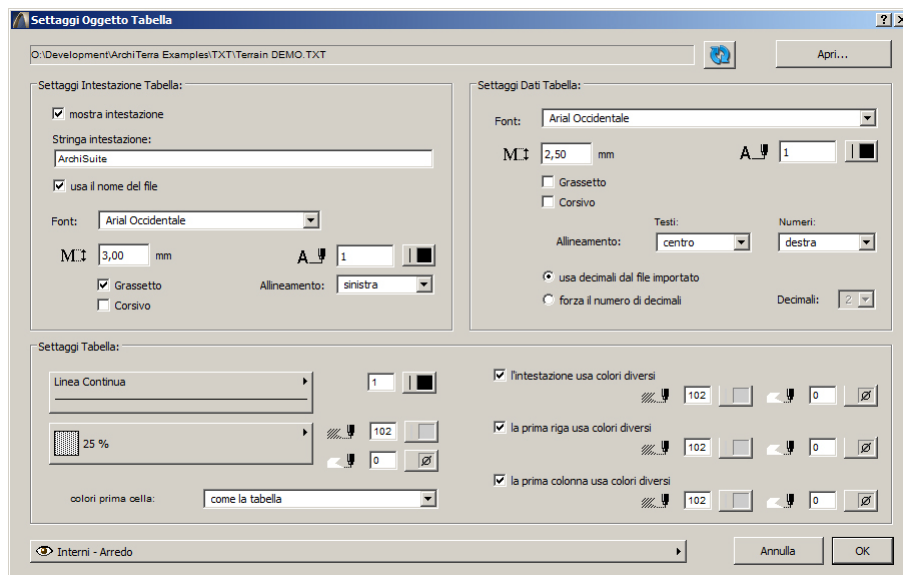 Settaggi Oggetto Tabella
O:\Development\ArchiTerra Examples\TXT\Terrain DEMO.TXT
Apri...
Settaggi Intestazione Tabella:
mostra intestazione
Stringa intestazione:
ArchiSuite
usa il nome del file
Font: Arial Occidentale
M 3,00 mm A 1
Grassetto Allineamento: sinistra
Corsivo
Settaggi Dati Tabella:
Font: Arial Occidentale
M 2,50 mm A 1
Grassetto
Corsivo
Testi: Numeri:
Allineamento: centro destra
usa decimali dal file importato
forza il numero di decimali Decimali: 2
Settaggi Tabella:
Linea Continua 1
25 % 102
0
colori prima cella: come la tabella
l'intestazione usa colori diversi
102 0
la prima riga usa colori diversi
102 0
la prima colonna usa colori diversi
102 0
Interni - Arredo
Annulla OK